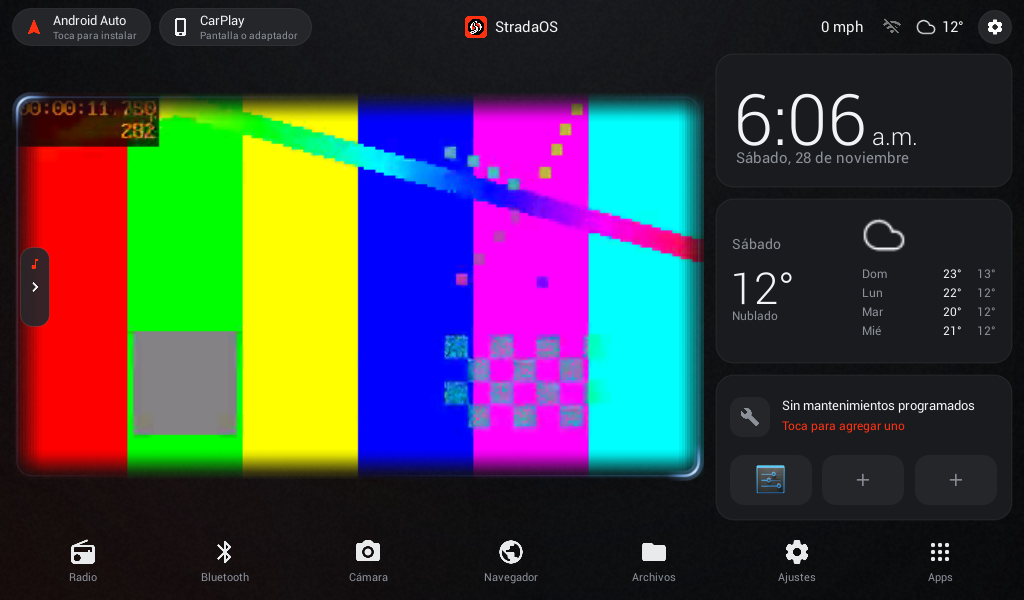 Android Auto
Toca para instalar
CarPlay
Pantalla o adaptador
StradaOS
0 mph
12°
00:00:11.780
282
6:06 a.m.
Sábado, 28 de noviembre
Sábado
12°
Nublado
Dom 23° 13°
Lun 22° 12°
Mar 20° 12°
Mié 21° 12°
Sin mantenimientos programados
Toca para agregar uno
Radio
Bluetooth
Cámara
Navegador
Archivos
Ajustes
Apps